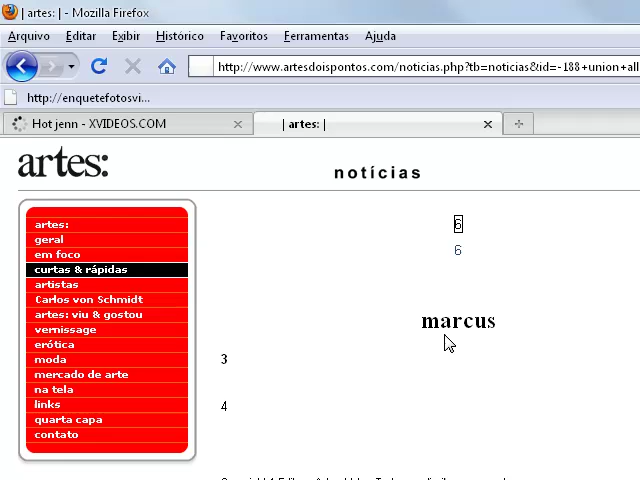 | artes: | - Mozilla Firefox
Arquivo Editar Exibir Histórico Favoritos Ferramentas Ajuda
http://www.artesdoispontos.com/noticias.php?tb=noticias&id=-188+union+all
http://enquetefotosvi...
Hot jenn - XVIDEOS.COM
| artes: |
artes:
notícias
artes:
geral
em foco
curtas & rápidas
artistas
Carlos von Schmidt
artes: viu & gostou
vernissage
erótica
moda
mercado de arte
na tela
links
quarta capa
contato
6
6
marcus
3
4